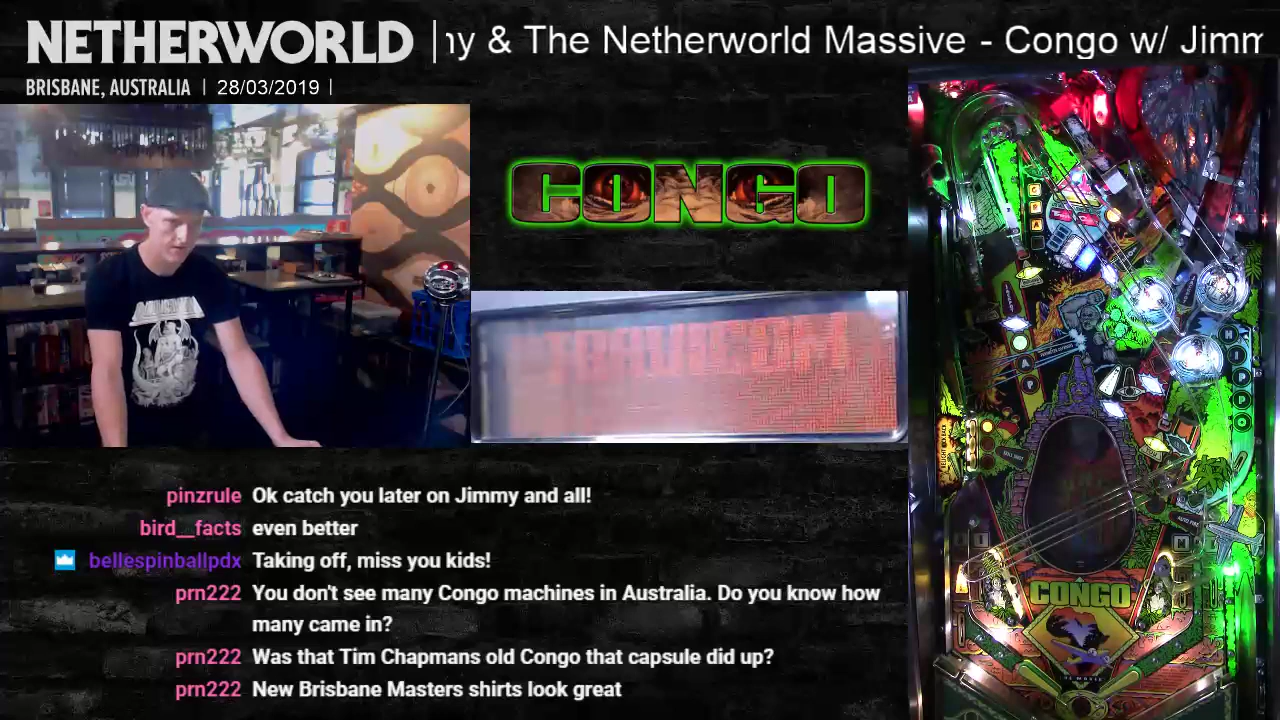 NETHERWORLD
ny & The Netherworld Massive - Congo w/ Jimm
BRISBANE, AUSTRALIA | 28/03/2019 |
CONGO
pinzrule Ok catch you later on Jimmy and all!
bird__facts even better
bellespinballpdx Taking off, miss you kids!
prn222 You don't see many Congo machines in Australia. Do you know how
many came in?
prn222 Was that Tim Chapmans old Congo that capsule did up?
prn222 New Brisbane Masters shirts look great
HIPPO
CONGO